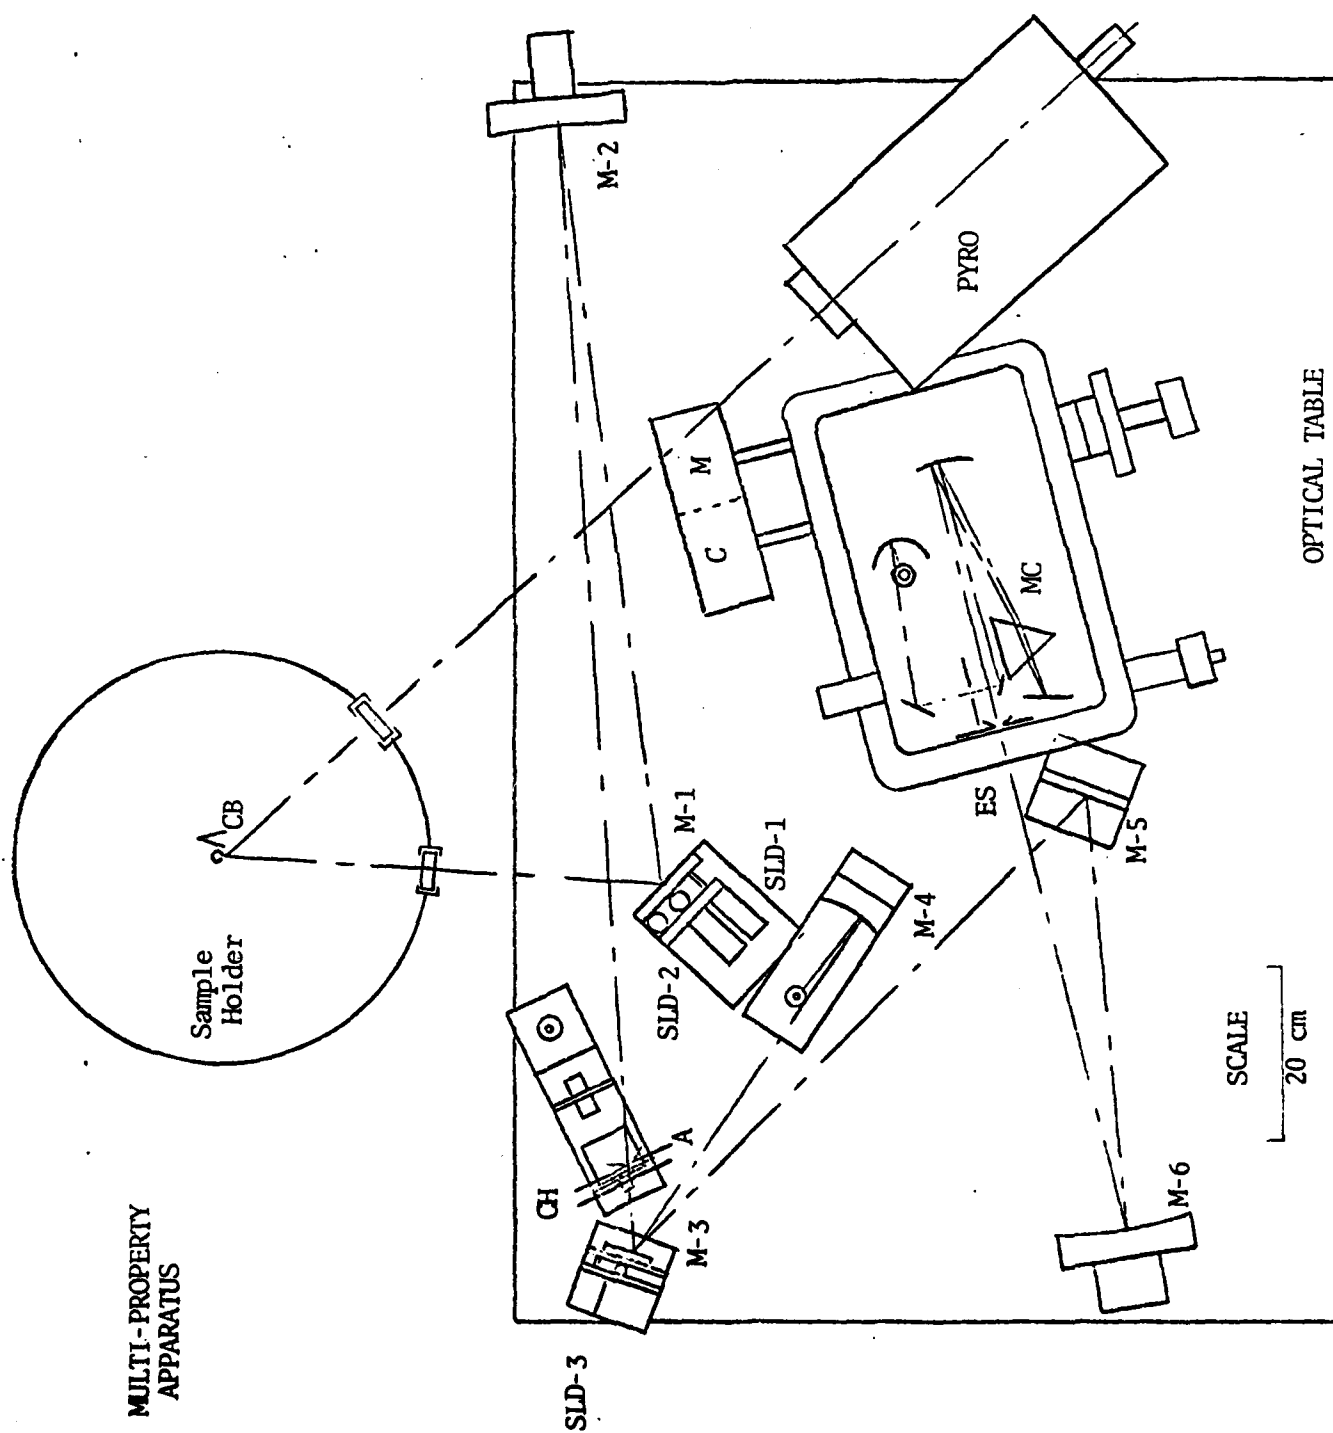 MULTI-PROPERTY
APPARATUS
Sample
Holder
CB
SLD-3
CH
A
M-3
SLD-2
SLD-1
M-1
M-2
M-4
M-5
M-6
ES
C
M
MC
PYRO
SCALE
20 cm
OPTICAL TABLE